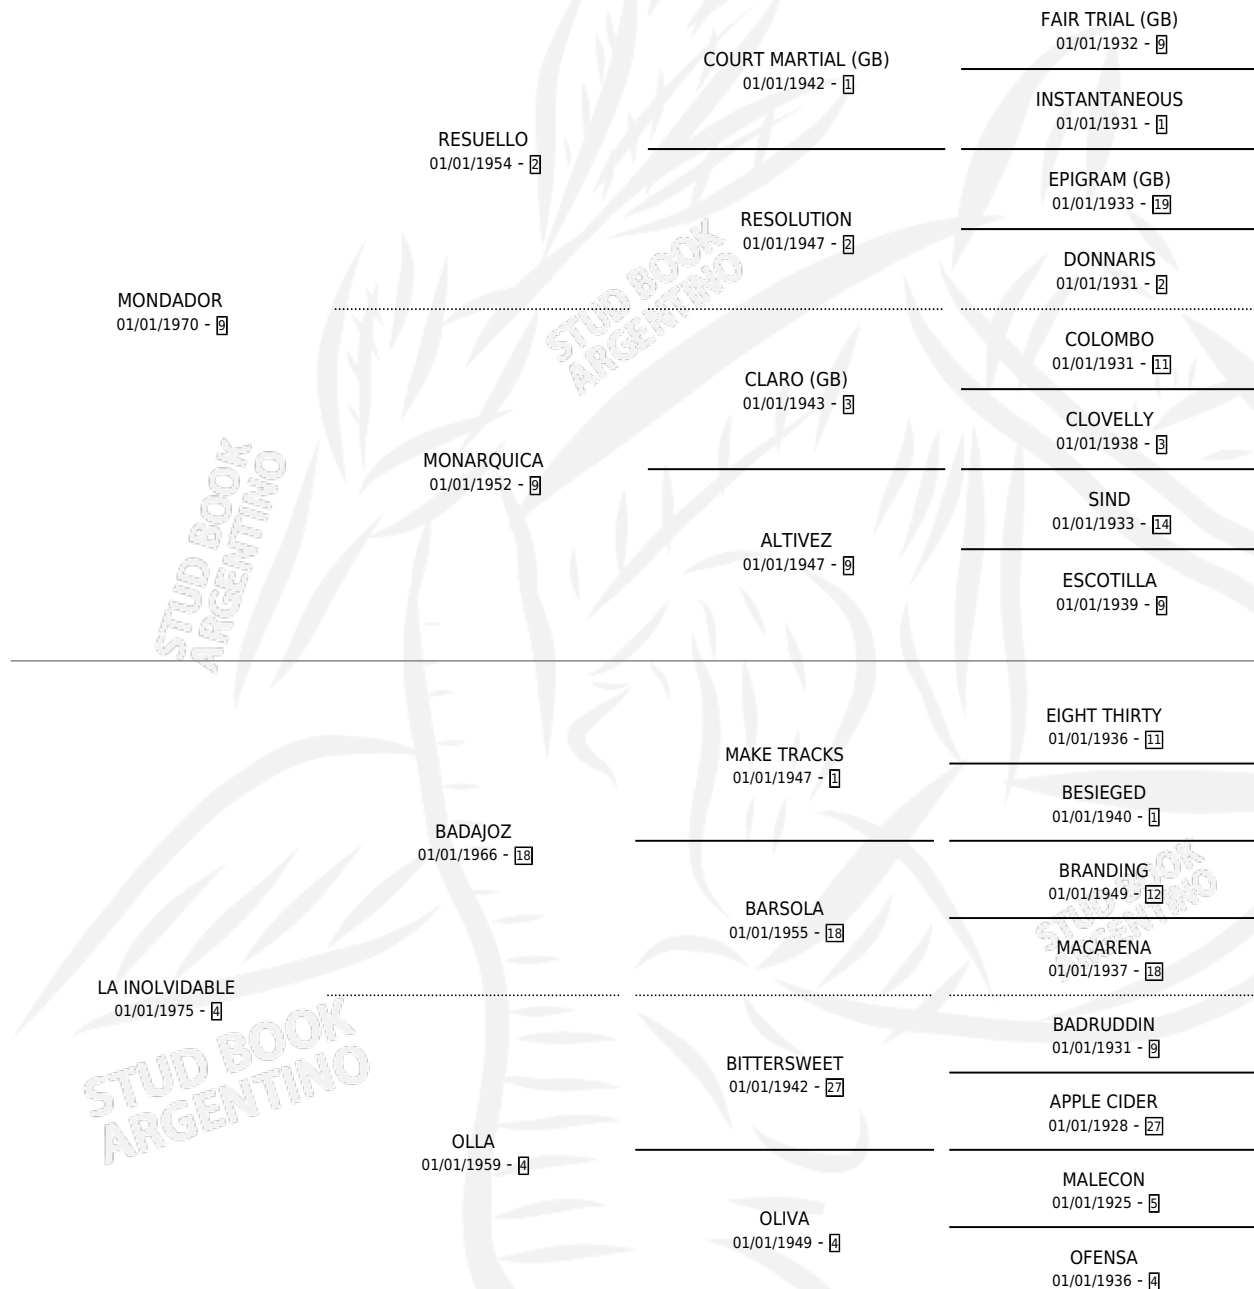 FAIR TRIAL (GB)
01/01/1932 - 9
COURT MARTIAL (GB)
01/01/1942 - 1
INSTANTANEOUS
01/01/1931 - 1
RESUELLO
01/01/1954 - 2
EPIGRAM (GB)
01/01/1933 - 19
RESOLUTION
01/01/1947 - 2
DONNARIS
01/01/1931 - 2
MONDADOR
01/01/1970 - 9
COLOMBO
01/01/1931 - 11
CLARO (GB)
01/01/1943 - 3
CLOVELLY
01/01/1938 - 3
MONARQUICA
01/01/1952 - 9
SIND
01/01/1933 - 14
ALTIVEZ
01/01/1947 - 9
ESCOTILLA
01/01/1939 - 9
STUD BOOK
ARGENTINO
STUD BOOK
ARGENTINO
EIGHT THIRTY
01/01/1936 - 11
MAKE TRACKS
01/01/1947 - 1
BESIEGED
01/01/1940 - 1
BADAJOZ
01/01/1966 - 18
BRANDING
01/01/1949 - 12
BARSOLA
01/01/1955 - 18
MACARENA
01/01/1937 - 18
LA INOLVIDABLE
01/01/1975 - 4
BADRUDDIN
01/01/1931 - 9
BITTERSWEET
01/01/1942 - 27
APPLE CIDER
01/01/1928 - 27
OLLA
01/01/1959 - 4
MALECON
01/01/1925 - 5
OLIVA
01/01/1949 - 4
OFENSA
01/01/1936 - 4
STUD BOOK
ARGENTINO
STUD BOOK
ARGENTINO